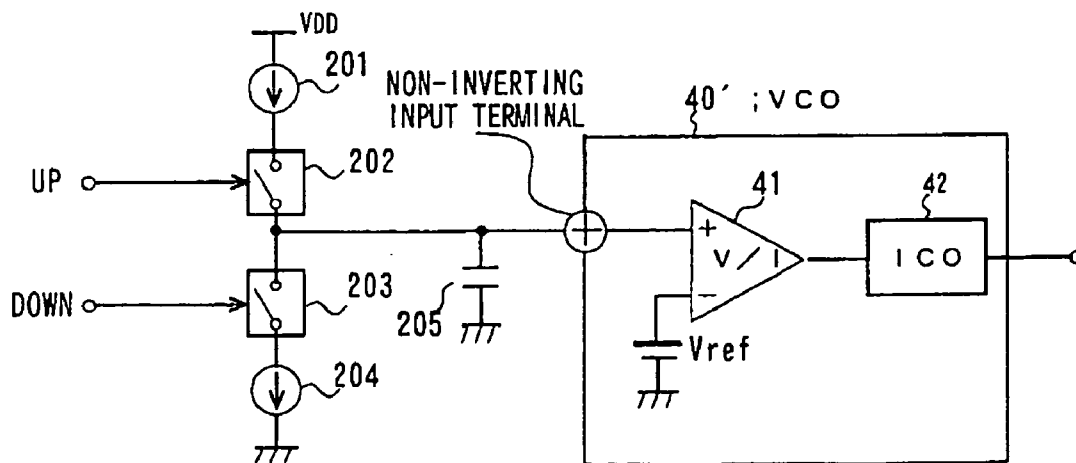 VDD
201
NON-INVERTING
INPUT TERMINAL
40′ ; VCO
UP
202
41
42
+
+
V／I
ICO
DOWN
203
205
−
Vref
204